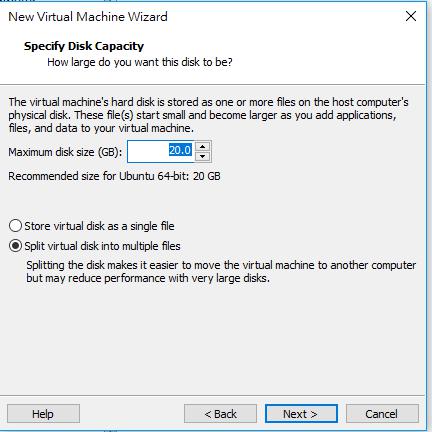 New Virtual Machine Wizard
Specify Disk Capacity
How large do you want this disk to be?
The virtual machine's hard disk is stored as one or more files on the host computer's
physical disk. These file(s) start small and become larger as you add applications,
files, and data to your virtual machine.
Maximum disk size (GB): 20.0
Recommended size for Ubuntu 64-bit: 20 GB
Store virtual disk as a single file
Split virtual disk into multiple files
Splitting the disk makes it easier to move the virtual machine to another computer
but may reduce performance with very large disks.
Help < Back Next > Cancel